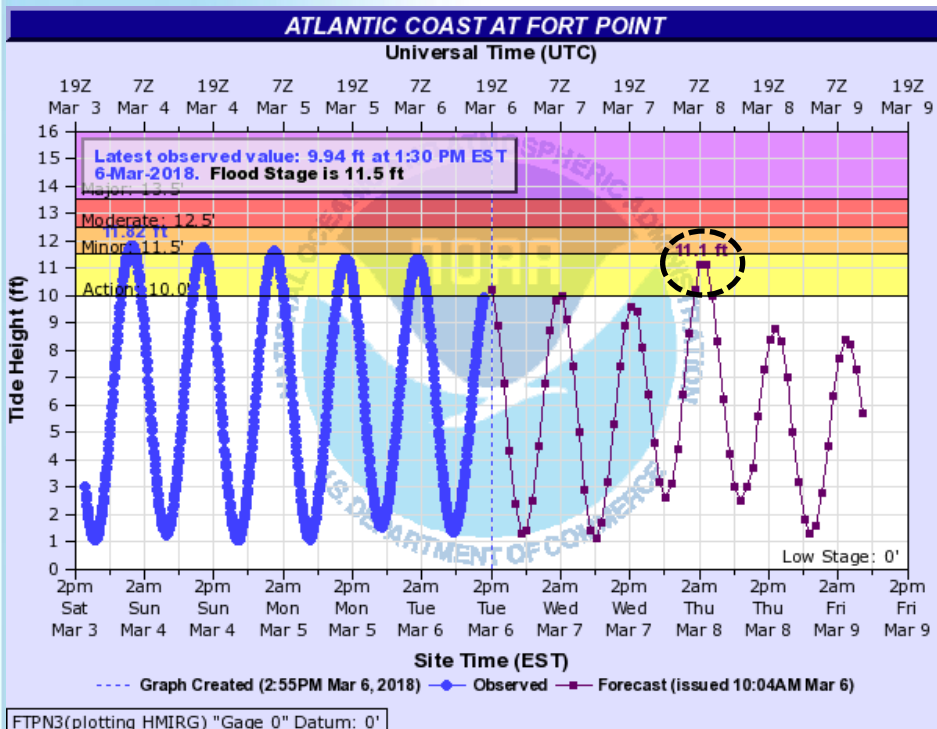 ATLANTIC COAST AT FORT POINT
Universal Time (UTC)
19Z 7Z 19Z 7Z 19Z 7Z 19Z 7Z 19Z 7Z 19Z 7Z 19Z
Mar 3 Mar 4 Mar 4 Mar 5 Mar 5 Mar 6 Mar 6 Mar 7 Mar 7 Mar 8 Mar 8 Mar 9 Mar 9
Latest observed value: 9.94 ft at 1:30 PM EST
6-Mar-2018. Flood Stage is 11.5 ft
Major: 13.5'
Moderate: 12.5'
11.82 ft
Minor: 11.5'
11.1 ft
Action: 10.0'
Low Stage: 0'
Tide Height (ft)
16
15
14
13
12
11
10
9
8
7
6
5
4
3
2
1
0
NOAA
U.S. DEPARTMENT OF COMMERCE
2pm 2am 2pm 2am 2pm 2am 2pm 2am 2pm 2am 2pm 2am 2pm
Sat Sun Sun Mon Mon Tue Tue Wed Wed Thu Thu Fri Fri
Mar 3 Mar 4 Mar 4 Mar 5 Mar 5 Mar 6 Mar 6 Mar 7 Mar 7 Mar 8 Mar 8 Mar 9 Mar 9
Site Time (EST)
Graph Created (2:55PM Mar 6, 2018) Observed Forecast (issued 10:04AM Mar 6)
FTPN3(plotting HMIRG) "Gage 0" Datum: 0'